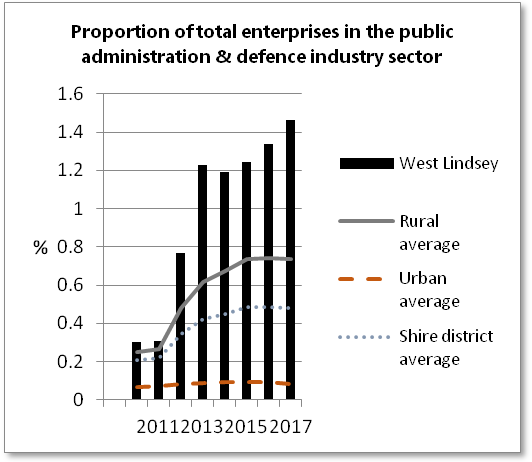 Proportion of total enterprises in the public
administration & defence industry sector
1.6
1.4
1.2
1
0.8
0.6
0.4
0.2
0
%
2011 2013 2015 2017
West Lindsey
Rural
average
Urban
average
Shire district
average